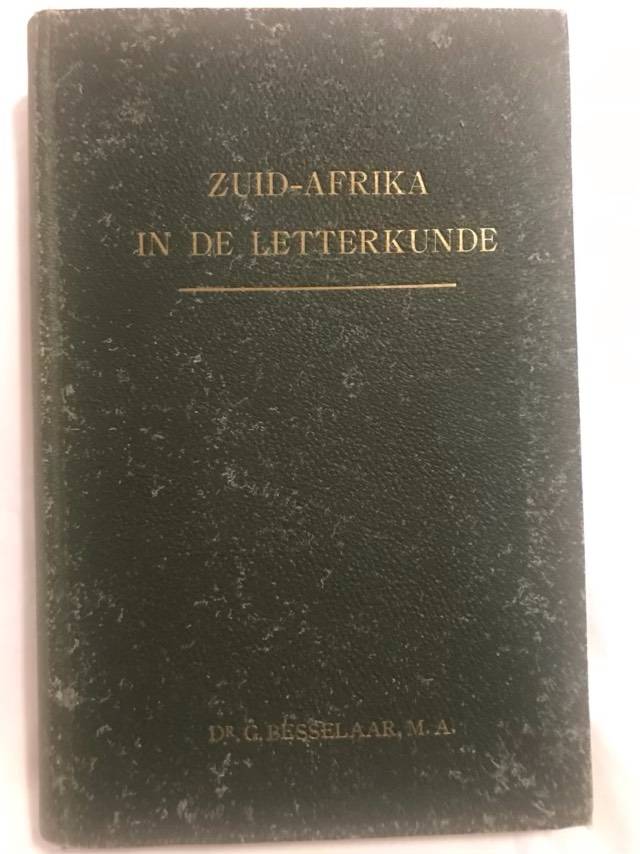 ZUID-AFRIKA
IN DE LETTERKUNDE
DR. G. BESSELAAR, M. A.